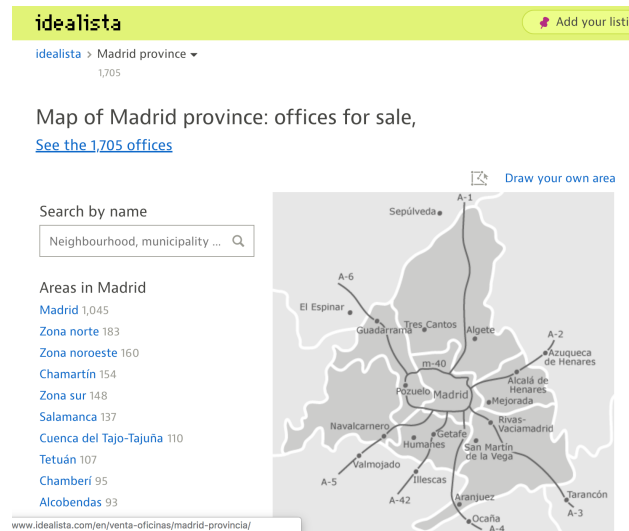 idealista
Add your listi
idealista > Madrid province
1,705
Map of Madrid province: offices for sale,
See the 1,705 offices
Draw your own area
Search by name
Neighbourhood, municipality ...
Areas in Madrid
Madrid 1,045
Zona norte 183
Zona noroeste 160
Chamartín 154
Zona sur 148
Salamanca 137
Cuenca del Tajo-Tajuña 110
Tetuán 107
Chamberí 95
Alcobendas 93
www.idealista.com/en/venta-oficinas/madrid-provincia/
A-1
Sepúlveda
A-6
El Espinar
Guadarrama
Tres Cantos
Algete
A-2
Azuqueca
de Henares
m-40
Alcalá de
Henares
Pozuelo
Madrid
Mejorada
Rivas-
Vaciamadrid
Navalcarnero
Getafe
Humanes
San Martín
de la Vega
Valmojado
Illescas
A-5
A-42
Aranjuez
Tarancón
A-3
Ocaña
A-4